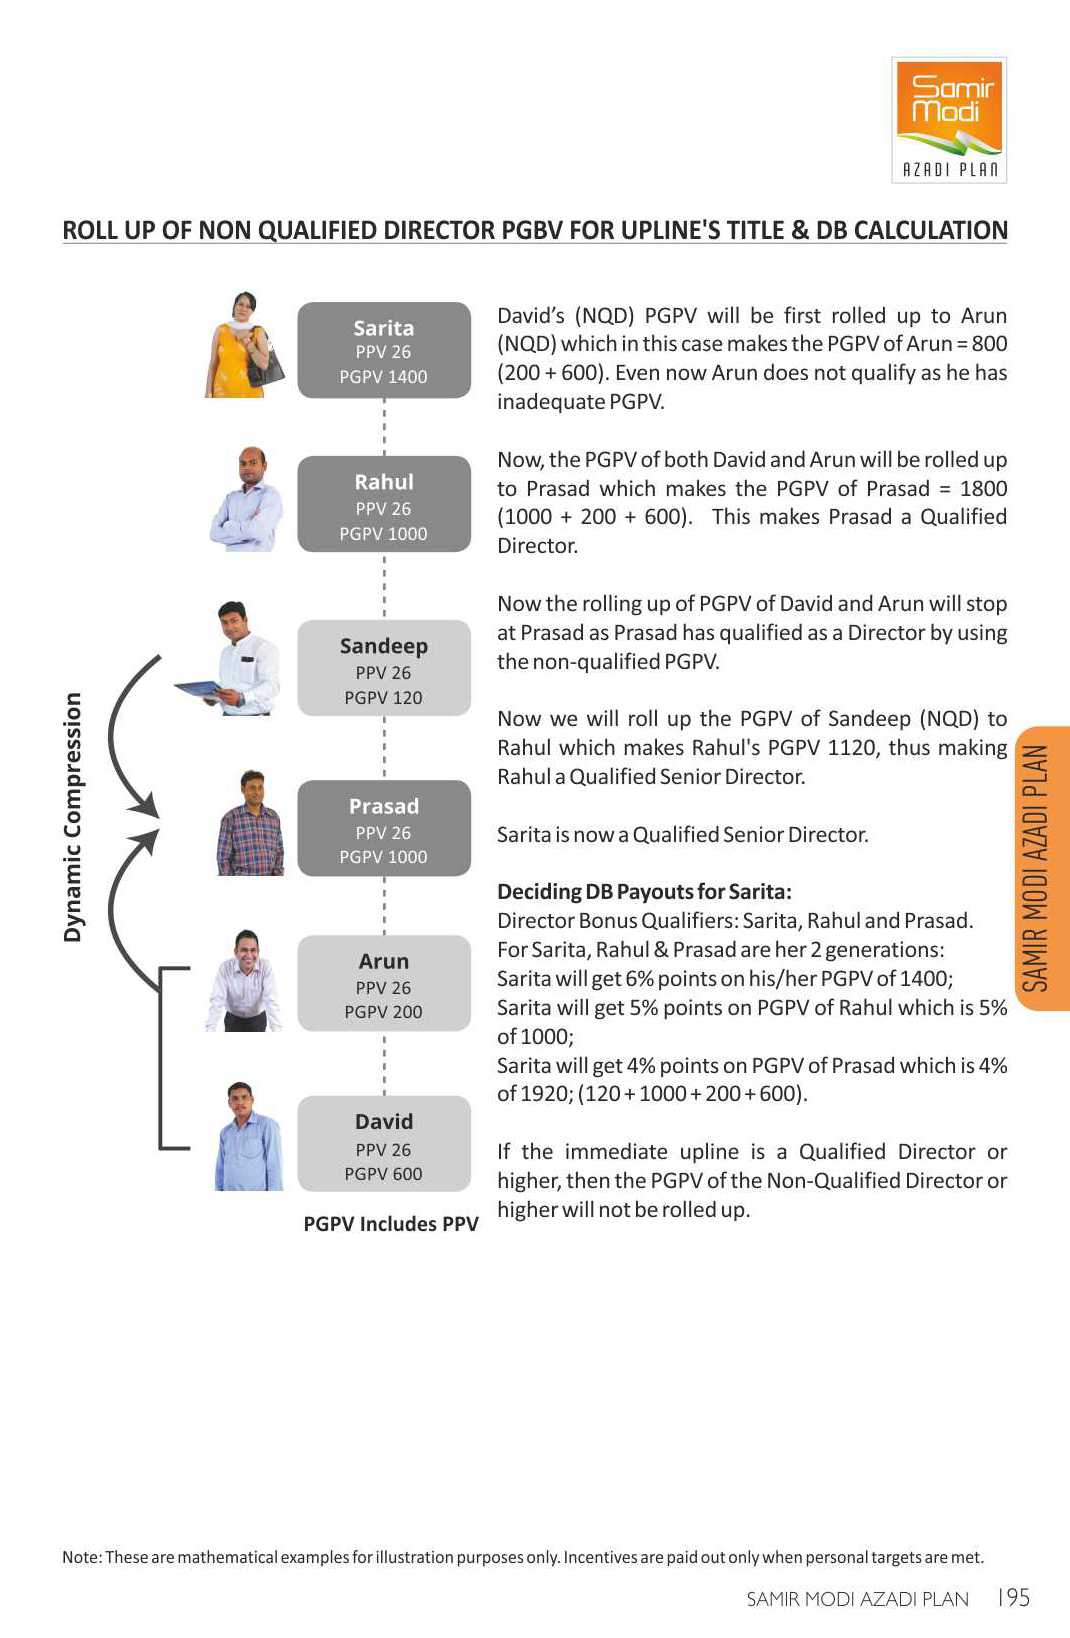 Samir
Modi
AZADI PLAN
ROLL UP OF NON QUALIFIED DIRECTOR PGBV FOR UPLINE'S TITLE & DB CALCULATION
Sarita
PPV 26
PGPV 1400
Rahul
PPV 26
PGPV 1000
Sandeep
PPV 26
PGPV 120
Prasad
PPV 26
PGPV 1000
Arun
PPV 26
PGPV 200
David
PPV 26
PGPV 600
PGPV Includes PPV
Dynamic Compression
David’s (NQD) PGPV will be first rolled up to Arun
(NQD) which in this case makes the PGPV of Arun = 800
(200 + 600). Even now Arun does not qualify as he has
inadequate PGPV.
Now, the PGPV of both David and Arun will be rolled up
to Prasad which makes the PGPV of Prasad = 1800
(1000 + 200 + 600). This makes Prasad a Qualified
Director.
Now the rolling up of PGPV of David and Arun will stop
at Prasad as Prasad has qualified as a Director by using
the non-qualified PGPV.
Now we will roll up the PGPV of Sandeep (NQD) to
Rahul which makes Rahul's PGPV 1120, thus making
Rahul a Qualified Senior Director.
Sarita is now a Qualified Senior Director.
Deciding DB Payouts for Sarita:
Director Bonus Qualifiers: Sarita, Rahul and Prasad.
For Sarita, Rahul & Prasad are her 2 generations:
Sarita will get 6% points on his/her PGPV of 1400;
Sarita will get 5% points on PGPV of Rahul which is 5%
of 1000;
Sarita will get 4% points on PGPV of Prasad which is 4%
of 1920; (120 + 1000 + 200 + 600).
If the immediate upline is a Qualified Director or
higher, then the PGPV of the Non-Qualified Director or
higher will not be rolled up.
SAMIR MODI AZADI PLAN
Note: These are mathematical examples for illustration purposes only. Incentives are paid out only when personal targets are met.
SAMIR MODI AZADI PLAN 195